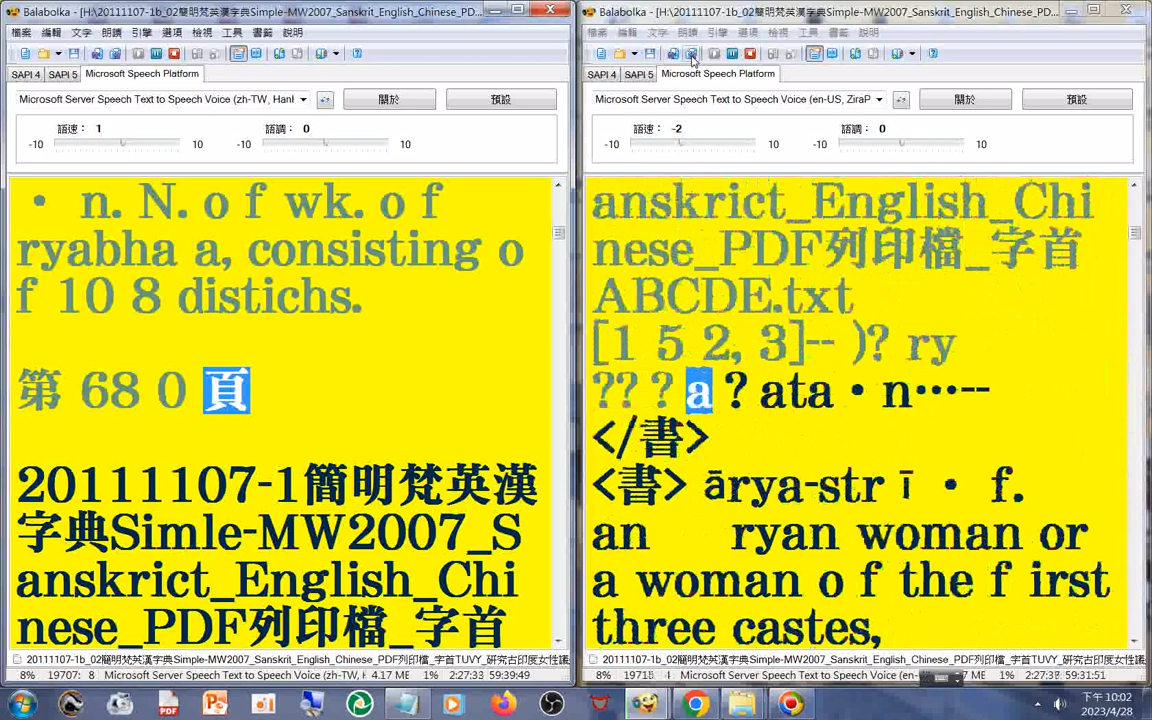 Balabolka - [H:\20111107-1b_02簡明梵英漢字典Simple-MW2007_Sanskrit_English_Chinese_PD...
檔案 編輯 文字 朗讀 引擎 選項 檢視 工具 書籤 說明
SAPI 4 SAPI 5 Microsoft Speech Platform
Microsoft Server Speech Text to Speech Voice (zh-TW, Hanl
關於
預設
語速： 1
語調： 0
-10 10 -10 10
• n. N. o f wk. o f
ryabha a, consisting o
f 10 8 distichs.
第 68 0 頁
20111107-1簡明梵英漢
字典Simle-MW2007_S
anskrict_English_Chi
nese_PDF列印檔_字首
20111107-1b_02簡明梵英漢字典Simple-MW2007_Sanskrit_English_Chinese_PDF列印檔_字首TUVY_研究古印度女性議
19707: 8 Microsoft Server Speech Text to Speech Voice (zh-TW, H 4.17 MB 1% 2:27:33 59:39:49
Balabolka - [H:\20111107-1b_02簡明梵英漢字典Simple-MW2007_Sanskrit_English_Chinese_PD...
檔案 編輯 文字 朗讀 引擎 選項 檢視 工具 書籤 說明
SAPI 4 SAPI 5 Microsoft Speech Platform
Microsoft Server Speech Text to Speech Voice (en-US, ZiraP
關於
預設
語速： -2
語調： 0
-10 10 -10 10
anskrict_English_Chi
nese_PDF列印檔_字首
ABCDE.txt
[1 5 2, 3]-- )? ry
?? ? a ? ata • n…--
</書>
<書> ārya-str ī • f.
an ryan woman or
a woman o f the f irst
three castes,
20111107-1b_02簡明梵英漢字典Simple-MW2007_Sanskrit_English_Chinese_PDF列印檔_字首TUVY_研究古印度女性議
8% 19715 Microsoft Server Speech Text to Speech Voice (en-US, 1% 2:27:33 59:31:51
下午 10:02
2023/4/28